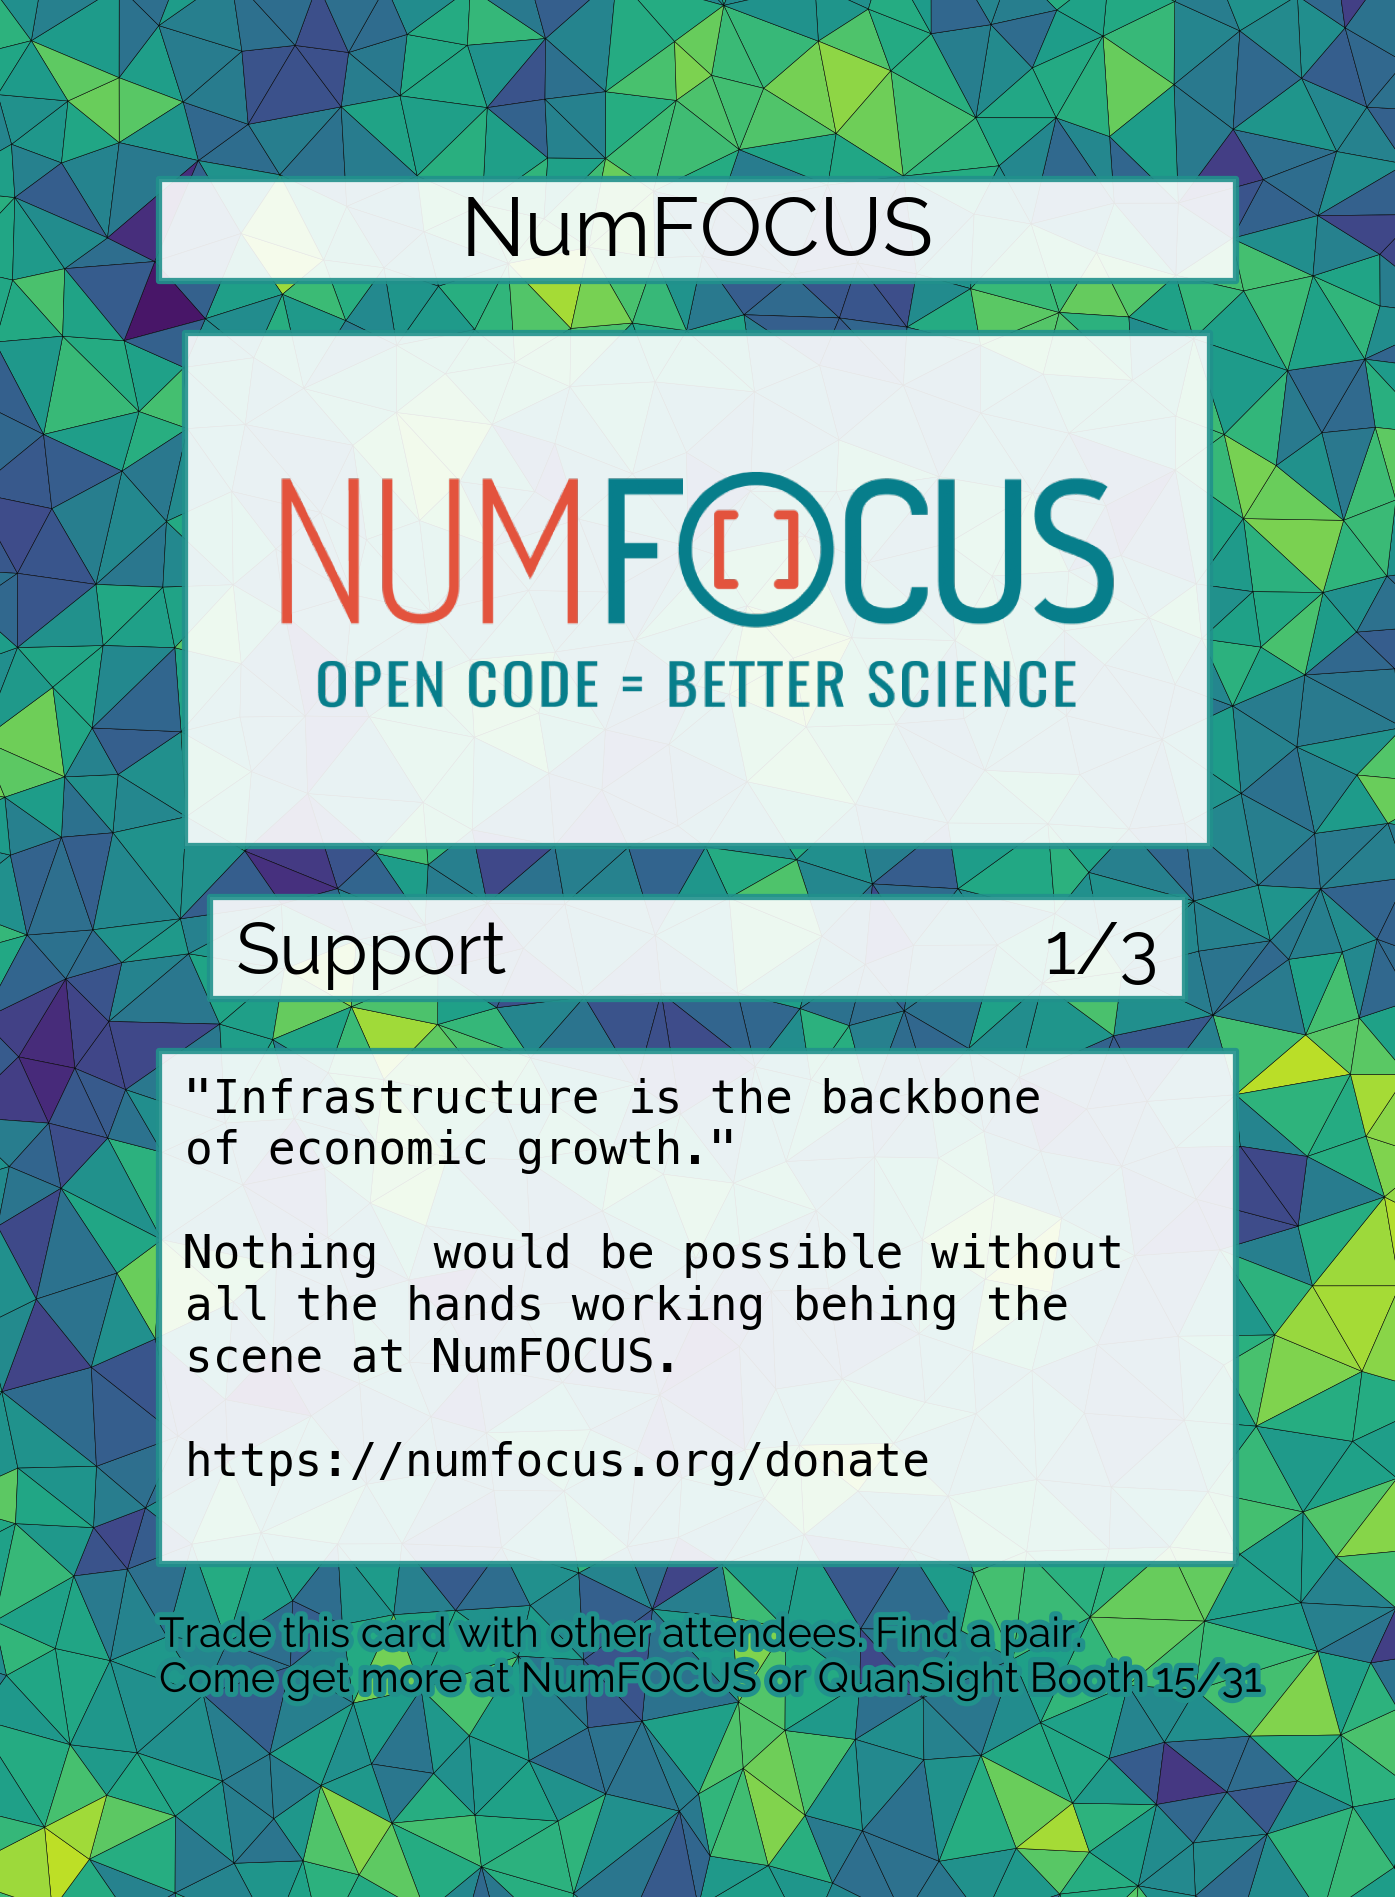 NumFOCUS
NUMFOCUS
OPEN CODE = BETTER SCIENCE
Support 1/3
"Infrastructure is the backbone
of economic growth."
Nothing  would be possible without
all the hands working behing the
scene at NumFOCUS.
https://numfocus.org/donate
Trade this card with other attendees. Find a pair.
Come get more at NumFOCUS or QuanSight Booth 15/31